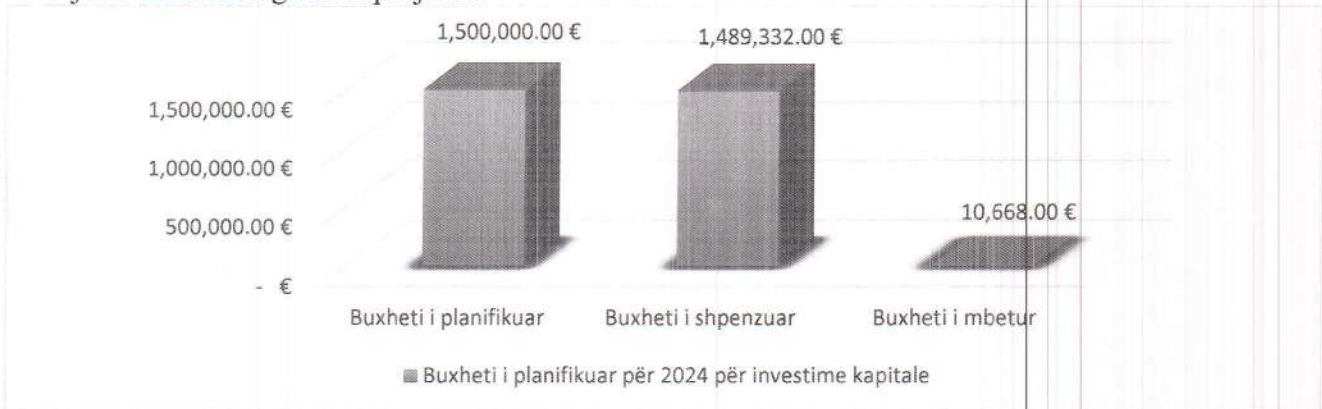 1,500,000.00 €
1,489,332.00 €
1,500,000.00 €
1,000,000.00 €
10,668.00 €
500,000.00 €
- €
Buxheti i planifikuar
Buxheti i shpenzuar
Buxheti i mbetur
Buxheti i planifikuar për 2024 për investime kapitale